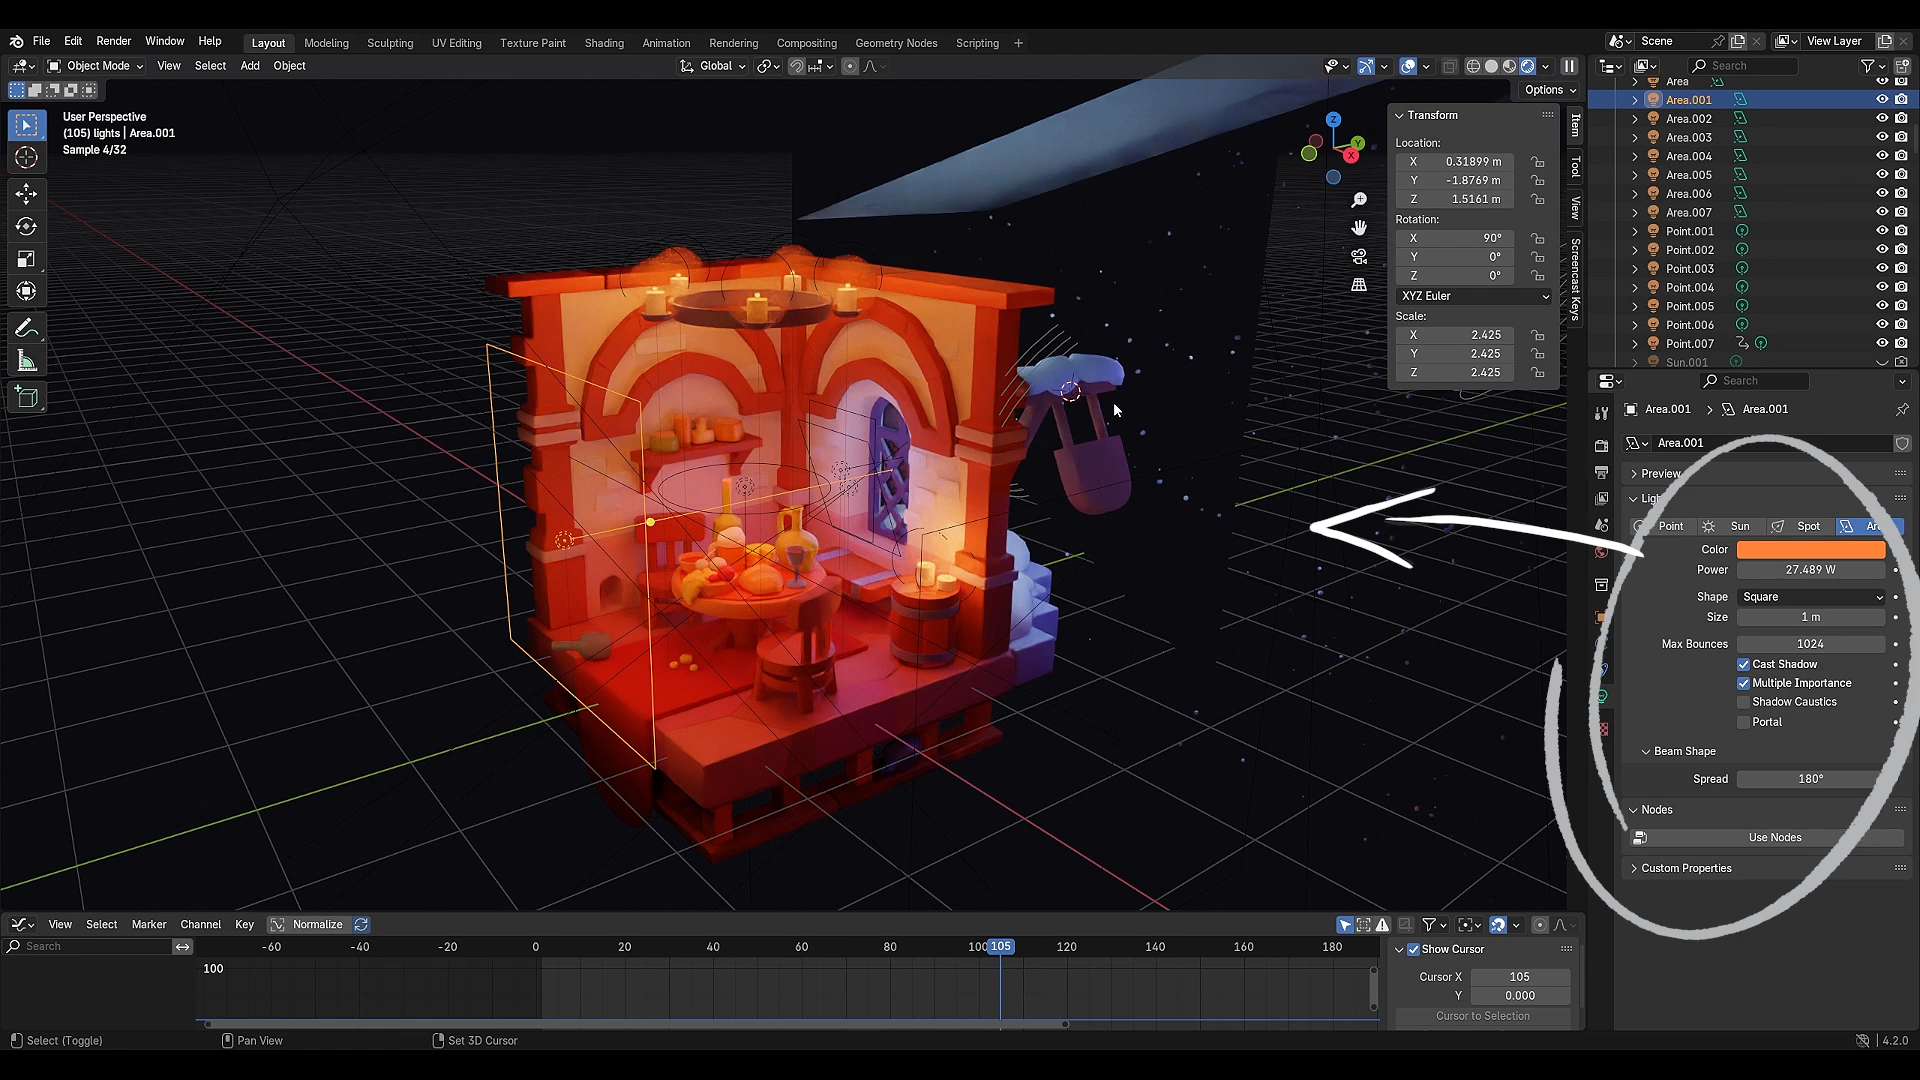 File Edit Render Window Help Layout Modeling Sculpting UV Editing Texture Paint Shading Animation Rendering Compositing Geometry Nodes Scripting + Scene View Layer
Object Mode View Select Add Object Global Search
Options
User Perspective
(105) lights | Area.001
Sample 4/32
Transform
Location:
X 0.31899 m
Y -1.8769 m
Z 1.5161 m
Rotation:
X 90°
Y 0°
Z 0°
XYZ Euler
Scale:
X 2.425
Y 2.425
Z 2.425
Item
Tool
View
Screencast Keys
Z
Y
X
Area
Area.001
Area.002
Area.003
Area.004
Area.005
Area.006
Area.007
Point.001
Point.002
Point.003
Point.004
Point.005
Point.006
Point.007
Sun.001
Search
Area.001 > Area.001
Area.001
Preview
Point Sun Spot
Color
Power 27.489 W
Shape Square
Size 1 m
Max Bounces 1024
Cast Shadow
Multiple Importance
Shadow Caustics
Portal
Beam Shape
Spread 180°
Nodes
Use Nodes
Custom Properties
View Select Marker Channel Key Normalize
Search -60 -40 -20 0 20 40 60 80 100 105 120 140 160 180
100
Show Cursor
Cursor X 105
Y 0.000
Cursor to Selection
Select (Toggle) Pan View Set 3D Cursor 4.2.0